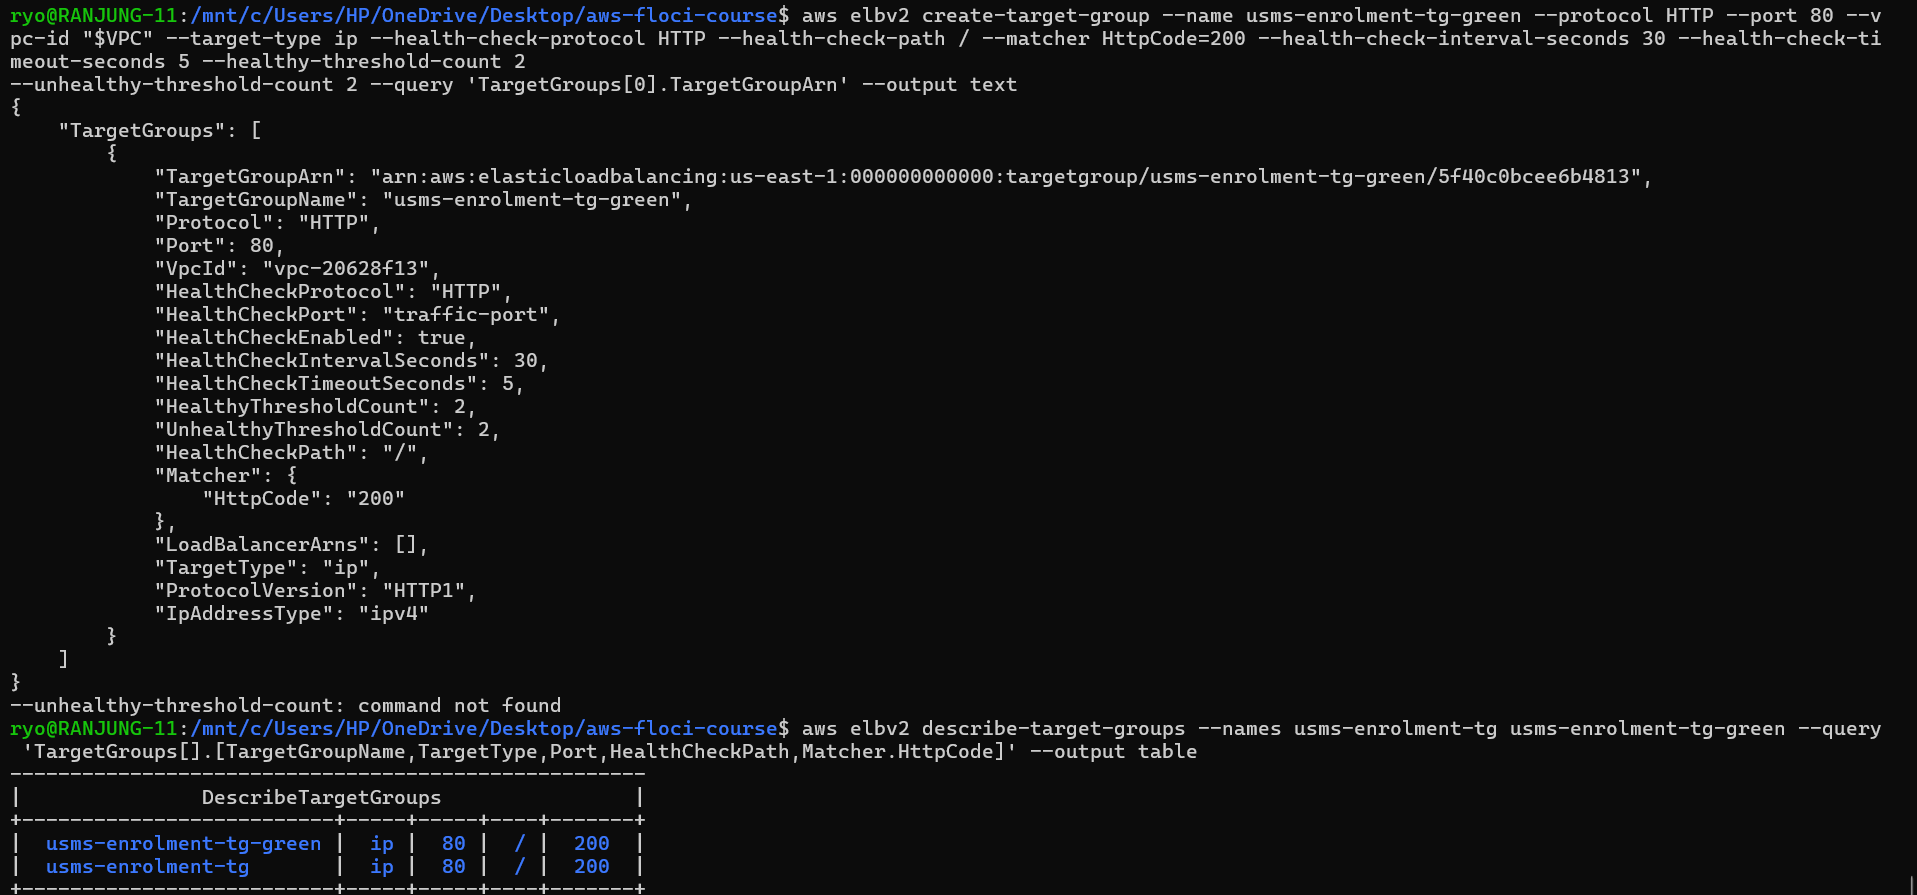 ryo@RANJUNG-11:/mnt/c/Users/HP/OneDrive/Desktop/aws-floci-course$ aws elbv2 create-target-group --name usms-enrolment-tg-green --protocol HTTP --port 80 --v
pc-id "$VPC" --target-type ip --health-check-protocol HTTP --health-check-path / --matcher HttpCode=200 --health-check-interval-seconds 30 --health-check-ti
meout-seconds 5 --healthy-threshold-count 2
--unhealthy-threshold-count 2 --query 'TargetGroups[0].TargetGroupArn' --output text
{
    "TargetGroups": [
        {
            "TargetGroupArn": "arn:aws:elasticloadbalancing:us-east-1:000000000000:targetgroup/usms-enrolment-tg-green/5f40c0bcee6b4813",
            "TargetGroupName": "usms-enrolment-tg-green",
            "Protocol": "HTTP",
            "Port": 80,
            "VpcId": "vpc-20628f13",
            "HealthCheckProtocol": "HTTP",
            "HealthCheckPort": "traffic-port",
            "HealthCheckEnabled": true,
            "HealthCheckIntervalSeconds": 30,
            "HealthCheckTimeoutSeconds": 5,
            "HealthyThresholdCount": 2,
            "UnhealthyThresholdCount": 2,
            "HealthCheckPath": "/",
            "Matcher": {
                "HttpCode": "200"
            },
            "LoadBalancerArns": [],
            "TargetType": "ip",
            "ProtocolVersion": "HTTP1",
            "IpAddressType": "ipv4"
        }
    ]
}
--unhealthy-threshold-count: command not found
ryo@RANJUNG-11:/mnt/c/Users/HP/OneDrive/Desktop/aws-floci-course$ aws elbv2 describe-target-groups --names usms-enrolment-tg usms-enrolment-tg-green --query
 'TargetGroups[].[TargetGroupName,TargetType,Port,HealthCheckPath,Matcher.HttpCode]' --output table
-----------------------------------------------------
|               DescribeTargetGroups                |
+--------------------------+-----+-----+----+-------+
|  usms-enrolment-tg-green |  ip |  80 |  / |  200  |
|  usms-enrolment-tg       |  ip |  80 |  / |  200  |
+--------------------------+-----+-----+----+-------+